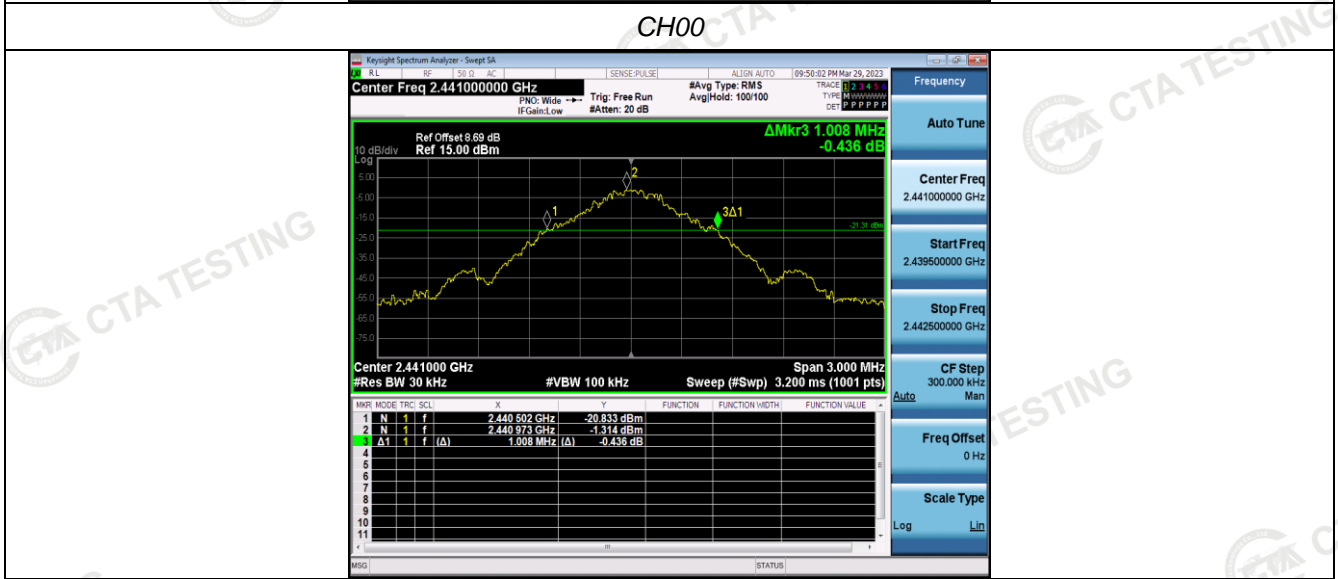 CH00
Keysight Spectrum Analyzer - Swept SA
RL RF 50 Ω AC SENSE:PULSE ALIGN AUTO 09:50:02 PM Mar 29, 2023
Center Freq 2.441000000 GHz
PNO: Wide
IFGain:Low
Trig: Free Run
#Atten: 20 dB
#Avg Type: RMS
Avg|Hold: 100/100
TRACE 1 2 3 4 5 6
TYPE M WWWWW
DET P P P P P P
Frequency
Auto Tune
Ref Offset 8.69 dB
Ref 15.00 dBm
10 dB/div
Log
ΔMkr3 1.008 MHz
-0.436 dB
5.00
-5.00
-15.0
-25.0
-35.0
-45.0
-55.0
-65.0
-75.0
1
2
3Δ1
-21.31 dBm
Center Freq
2.441000000 GHz
Start Freq
2.439500000 GHz
Stop Freq
2.442500000 GHz
Center 2.441000 GHz Span 3.000 MHz
#Res BW 30 kHz #VBW 100 kHz Sweep (#Swp) 3.200 ms (1001 pts)
CF Step
300.000 kHz
Auto Man
MKR MODE TRC SCL X Y FUNCTION FUNCTION WIDTH FUNCTION VALUE
1 N 1 f 2.440 502 GHz -20.833 dBm
2 N 1 f 2.440 973 GHz -1.314 dBm
3 Δ1 1 f (Δ) 1.008 MHz (Δ) -0.436 dB
4
5
6
7
8
9
10
11
Freq Offset
0 Hz
Scale Type
Log Lin
MSG STATUS
CTA TESTING
CTA TESTING
CTA TESTING